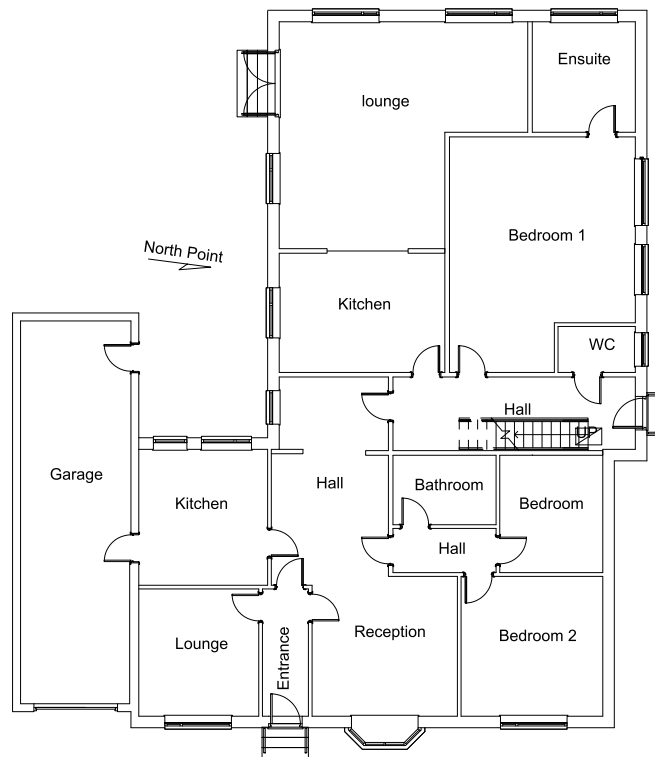 Ensuite
lounge
Bedroom 1
North Point
Kitchen
WC
Hall
UP
Garage
Kitchen
Hall
Bathroom
Bedroom
Hall
Lounge
Entrance
Reception
Bedroom 2